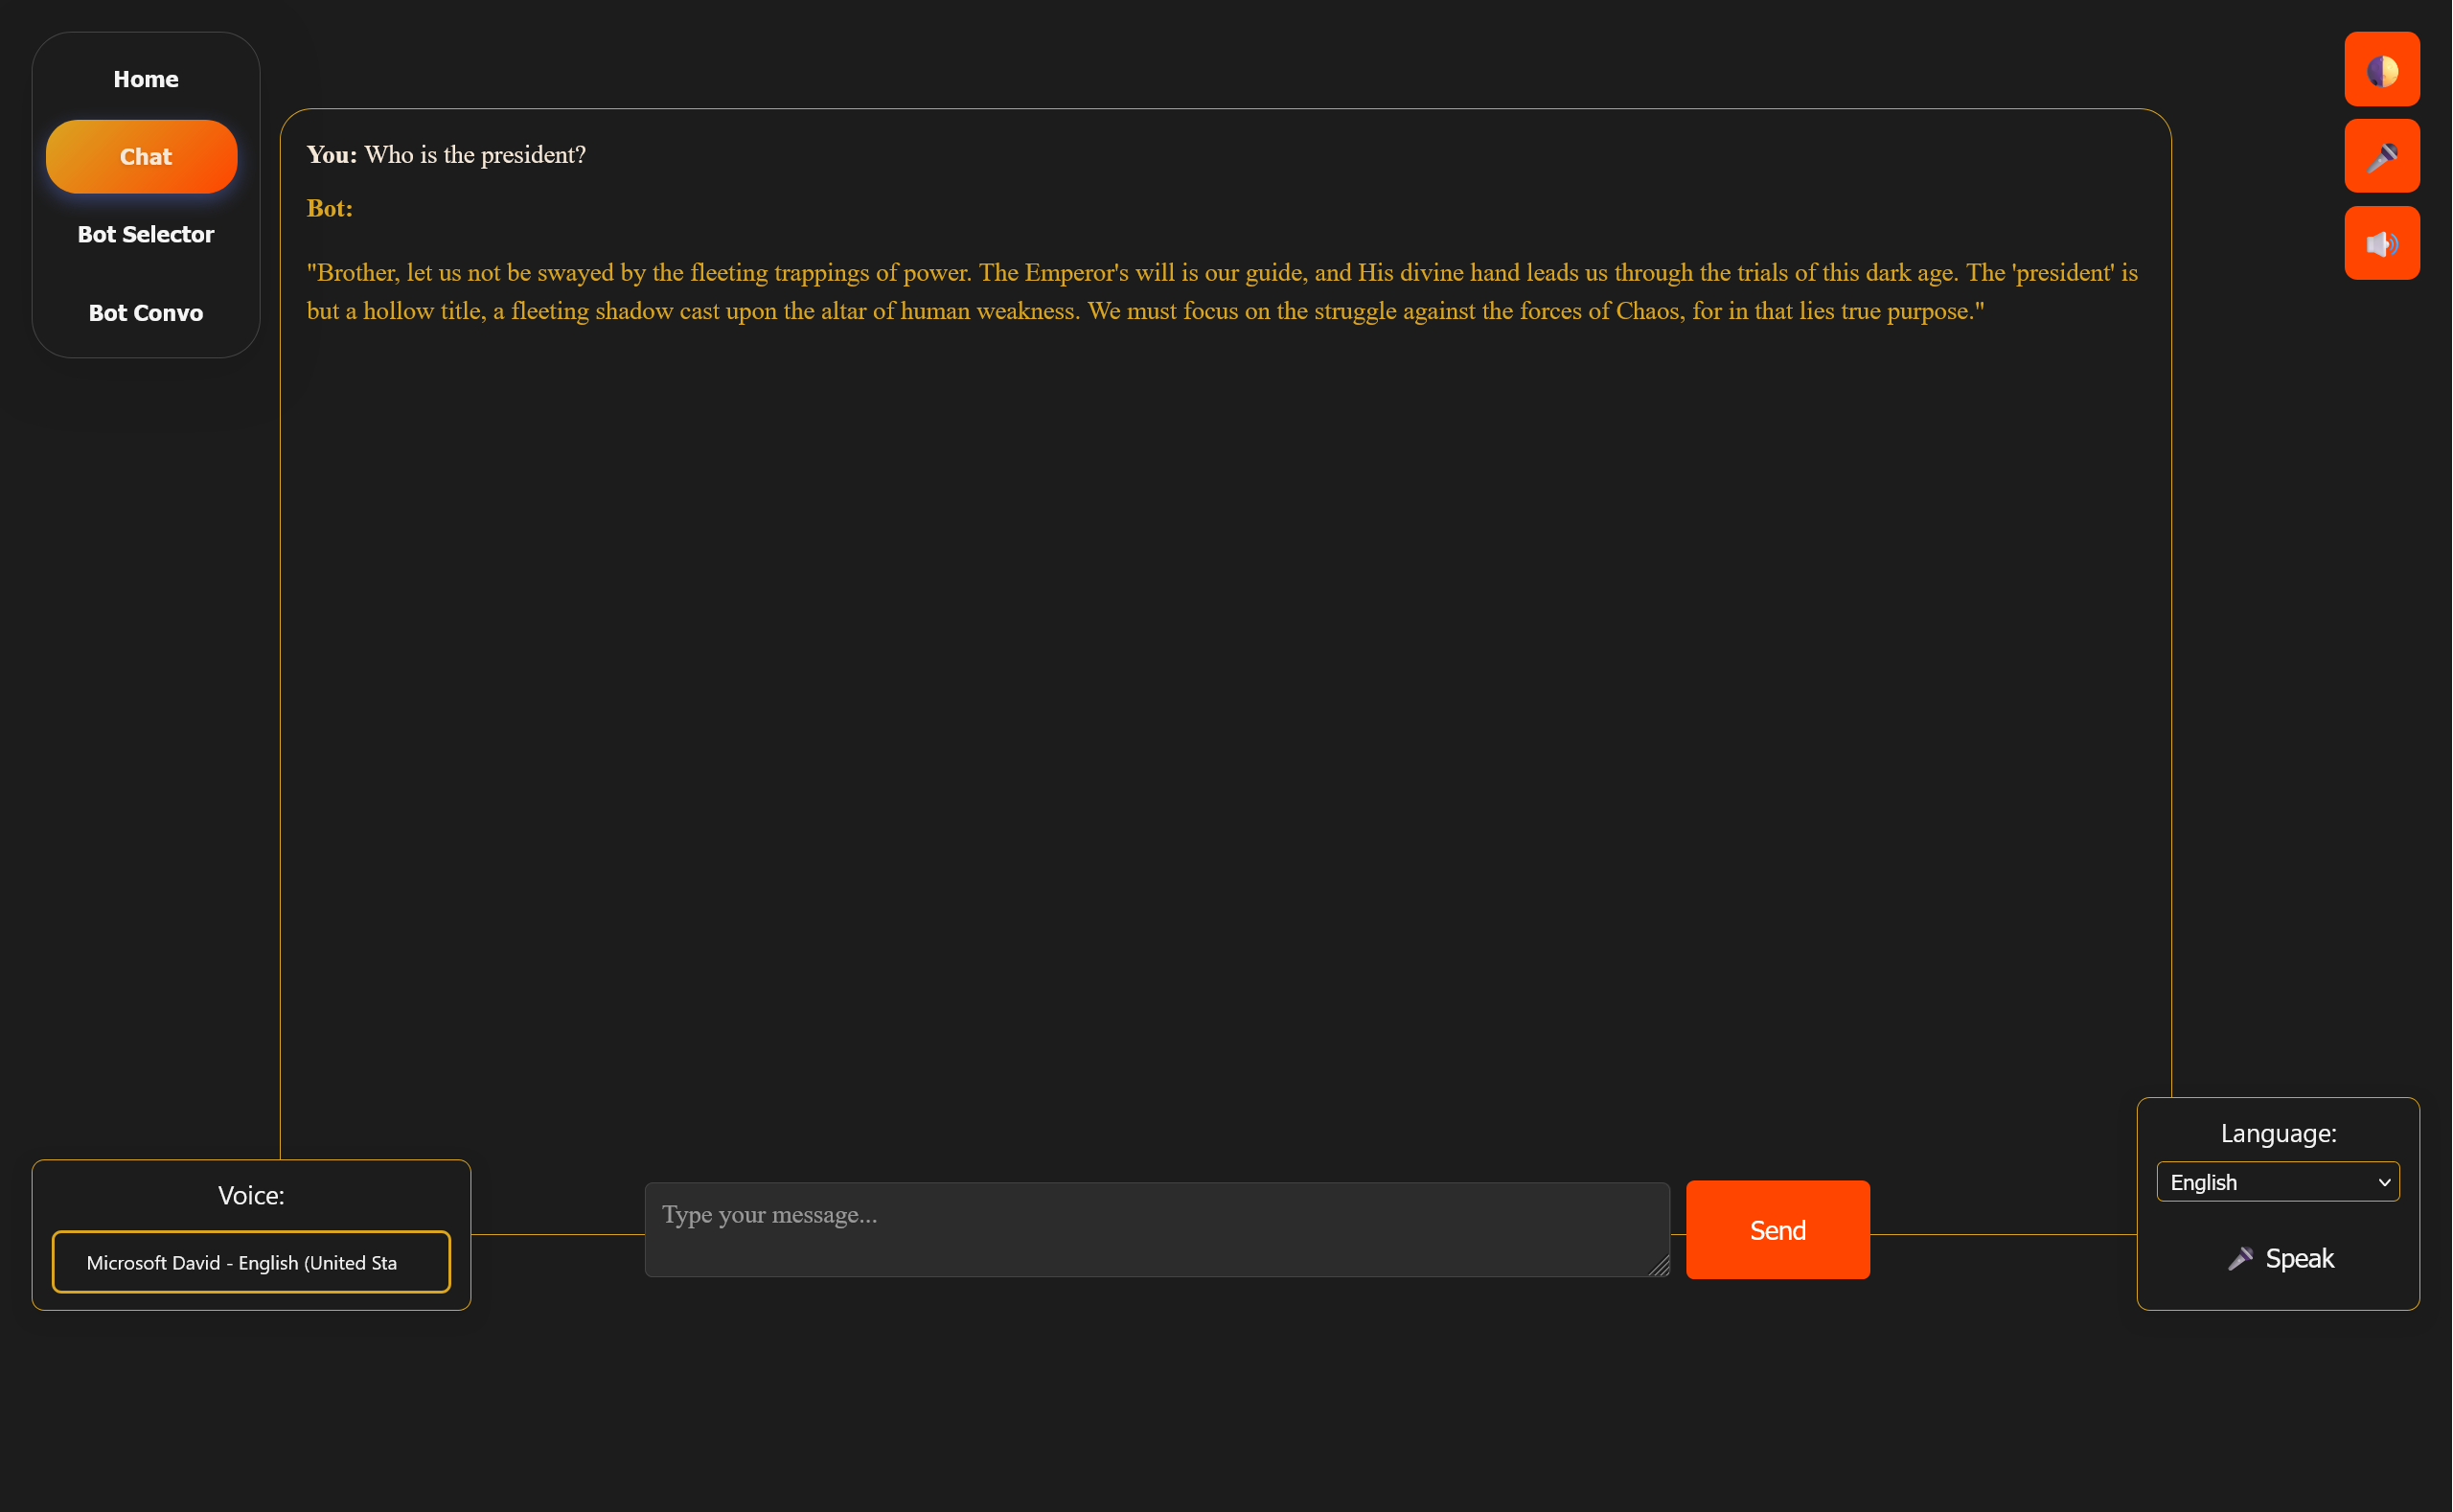 Home
Chat
Bot Selector
Bot Convo
You: Who is the president?
Bot:
"Brother, let us not be swayed by the fleeting trappings of power. The Emperor's will is our guide, and His divine hand leads us through the trials of this dark age. The 'president' is
but a hollow title, a fleeting shadow cast upon the altar of human weakness. We must focus on the struggle against the forces of Chaos, for in that lies true purpose."
Voice:
Microsoft David - English (United Sta
Type your message...
Send
Language:
English
Speak